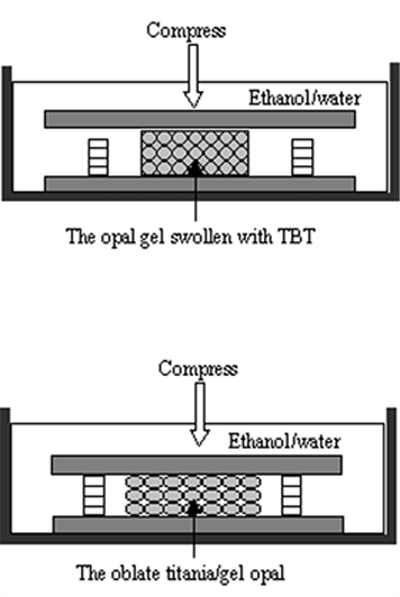 Compress
Ethanol/water
The opal gel swollen with TBT
Compress
Ethanol/water
The oblate titania/gel opal